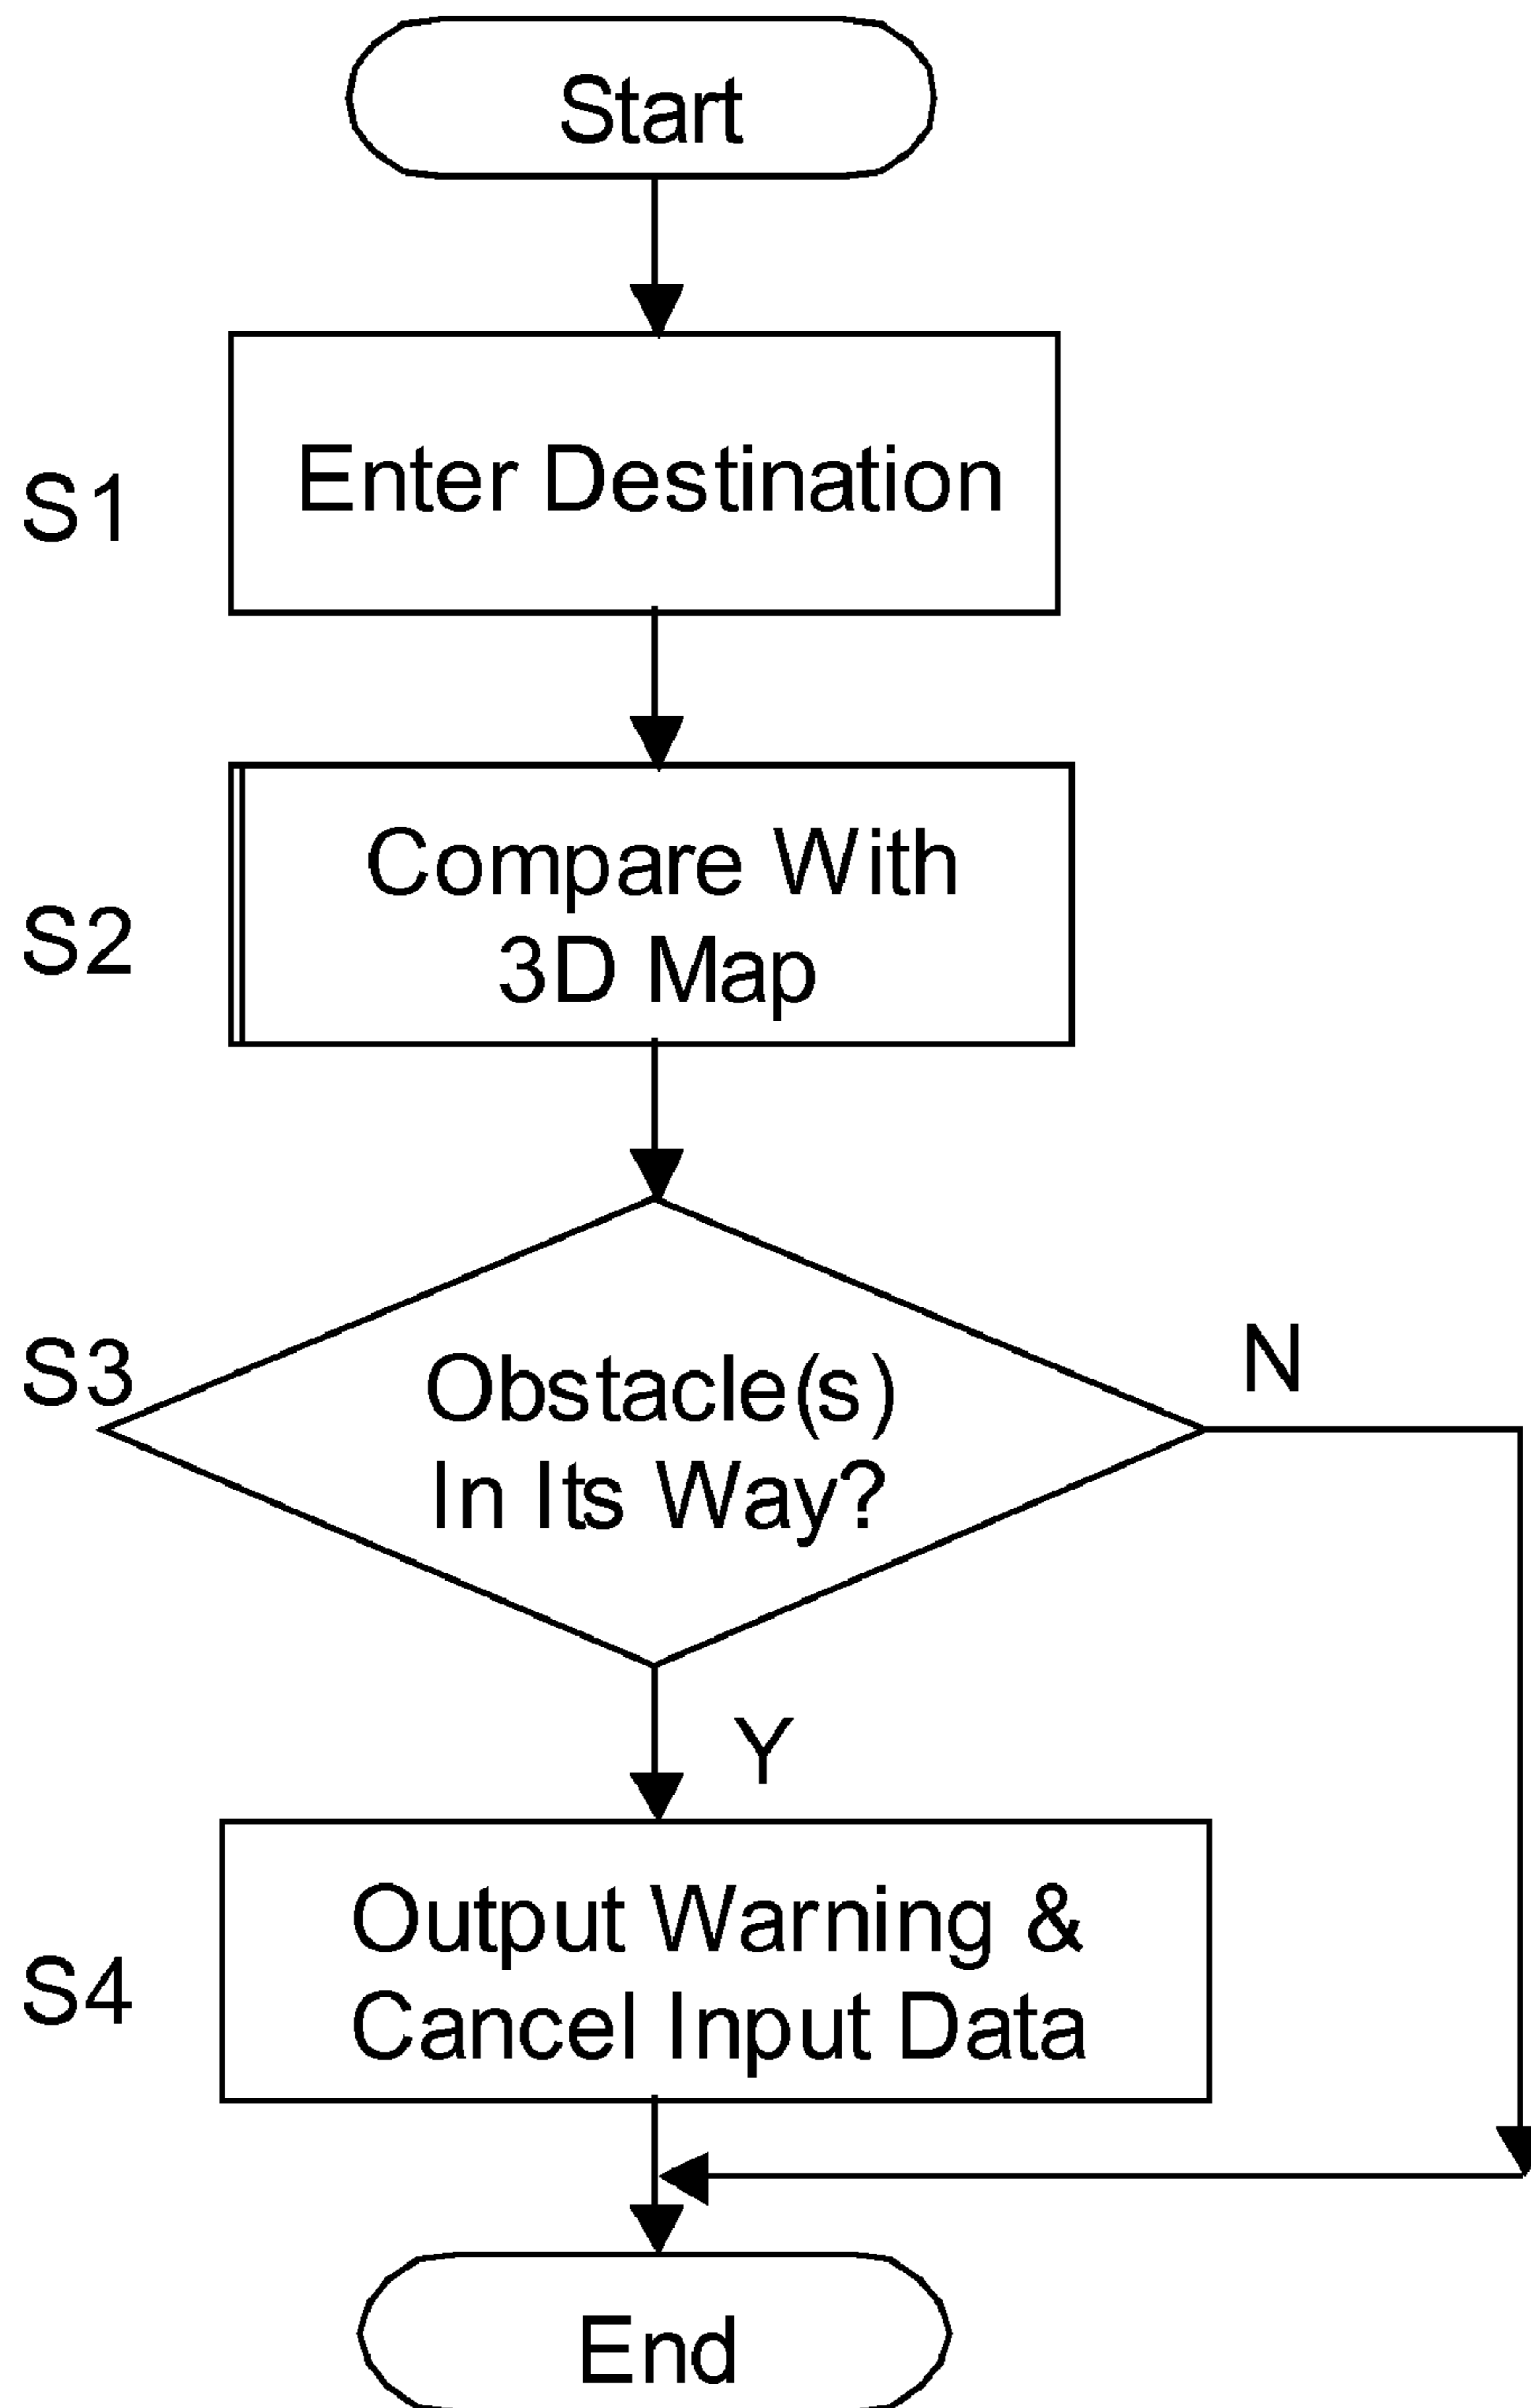 Start
S1
Enter Destination
S2
Compare With
3D Map
S3
Obstacle(s)
In Its Way?
N
Y
S4
Output Warning &
Cancel Input Data
End